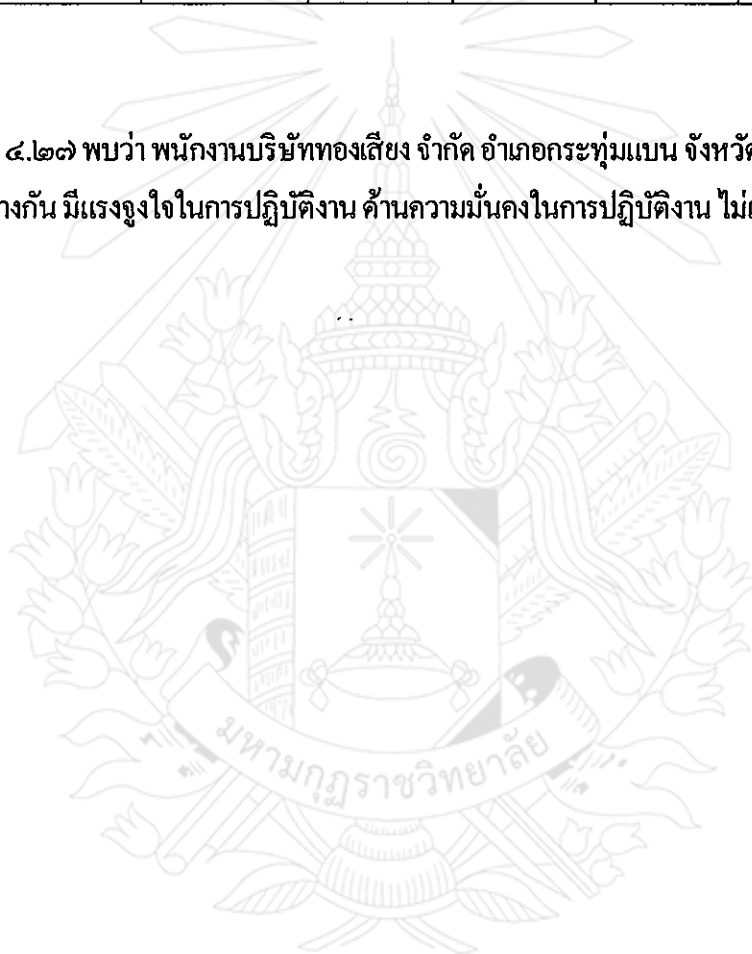 ๔.๒๗ พบว่า พนักงานบริษัททองเสียง จำกัด อำเภอกระทุ่มแบน จังหวัด
างกัน มีแรงจูงใจในการปฏิบัติงาน ด้านความมั่นคงในการปฏิบัติงาน ไม่
มหามกุฏราชวิทยาลัย